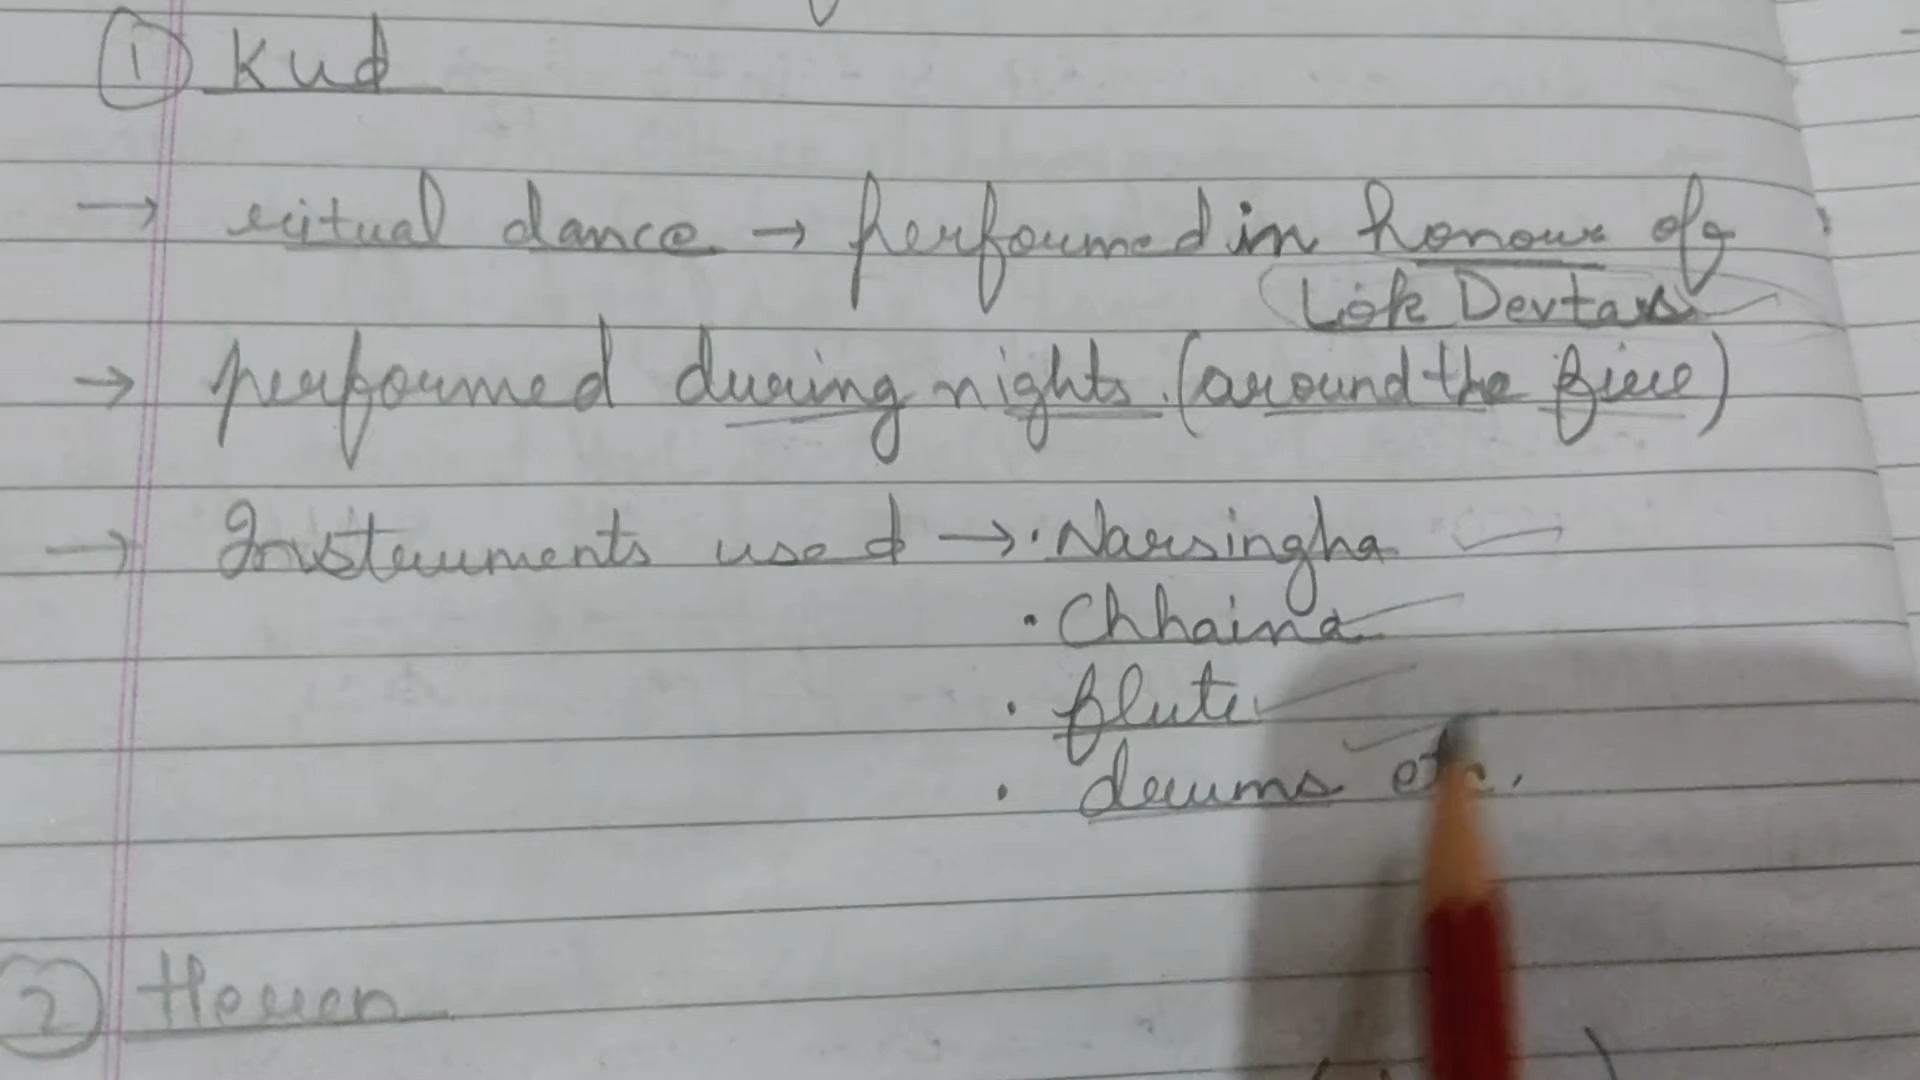 ① Kud
→ ritual dance → performed in honour of
Lok Devtas
→ performed during nights. (around the fire)
→ Instruments used → · Narsingha
· Chhaina
· flute
· drums etc.
② Heren